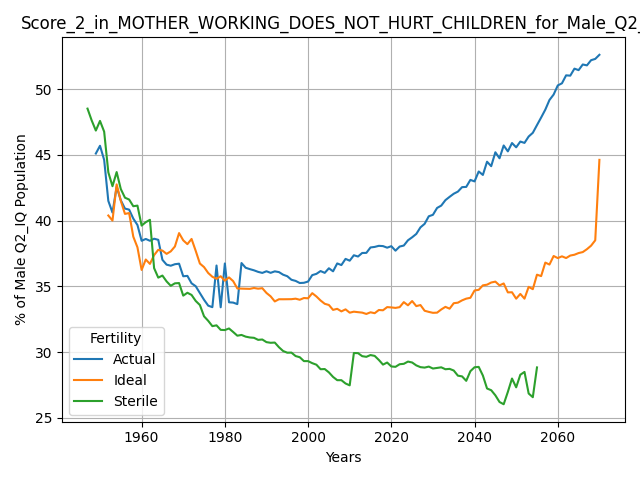 Score_2_in_MOTHER_WORKING_DOES_NOT_HURT_CHILDREN_for_Male_Q2_
% of Male Q2_IQ Population
50
45
40
35
30
25
Fertility
Actual
Ideal
Sterile
1960 1980 2000 2020 2040 2060
Years